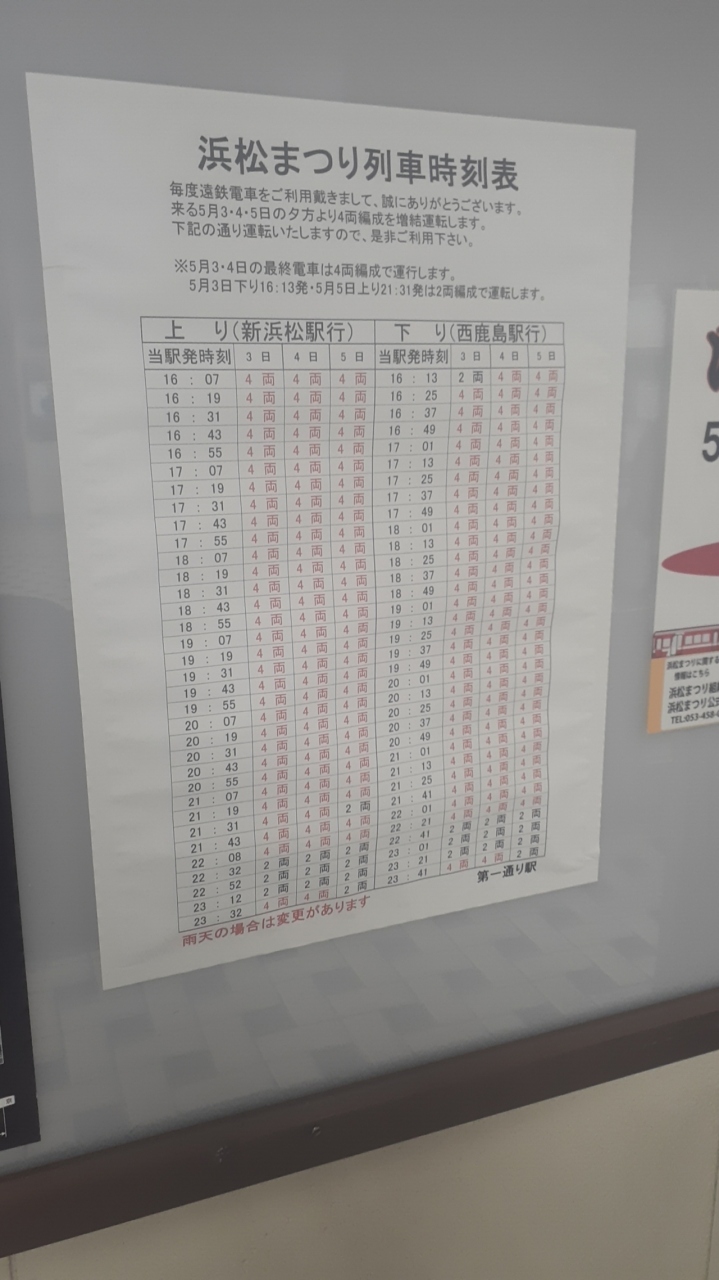 浜松まつり列車時刻表
毎度遠鉄電車をご利用戴きまして、誠にありがとうございます。
来る5月3・4・5日の夕方より4両編成を増結運転します。
下記の通り運転いたしますので、是非ご利用下さい。
※5月3・4日の最終電車は4両編成で運行します。
5月3日下り16:13発・5月5日上り21:31発は2両編成で運転します。
上 り(新浜松駅行) 下 り(西鹿島駅行)
当駅発時刻 3日 4日 5日 当駅発時刻 3日 4日 5日
16:07 4両 4両 4両 16:13 2両 4両 4両
16:19 4両 4両 4両 16:25 4両 4両 4両
16:31 4両 4両 4両 16:37 4両 4両 4両
16:43 4両 4両 4両 16:49 4両 4両 4両
16:55 4両 4両 4両 17:01 4両 4両 4両
17:07 4両 4両 4両 17:13 4両 4両 4両
17:19 4両 4両 4両 17:25 4両 4両 4両
17:31 4両 4両 4両 17:37 4両 4両 4両
17:43 4両 4両 4両 17:49 4両 4両 4両
17:55 4両 4両 4両 18:01 4両 4両 4両
18:07 4両 4両 4両 18:13 4両 4両 4両
18:19 4両 4両 4両 18:25 4両 4両 4両
18:31 4両 4両 4両 18:37 4両 4両 4両
18:43 4両 4両 4両 18:49 4両 4両 4両
18:55 4両 4両 4両 19:01 4両 4両 4両
19:07 4両 4両 4両 19:13 4両 4両 4両
19:19 4両 4両 4両 19:25 4両 4両 4両
19:31 4両 4両 4両 19:37 4両 4両 4両
19:43 4両 4両 4両 19:49 4両 4両 4両
19:55 4両 4両 4両 20:01 4両 4両 4両
20:07 4両 4両 4両 20:13 4両 4両 4両
20:19 4両 4両 4両 20:25 4両 4両 4両
20:31 4両 4両 4両 20:37 4両 4両 4両
20:43 4両 4両 4両 20:49 4両 4両 4両
20:55 4両 4両 4両 21:01 4両 4両 4両
21:07 4両 4両 4両 21:13 4両 4両 4両
21:19 4両 4両 4両 21:25 4両 4両 4両
21:31 4両 4両 2両 21:41 4両 4両 4両
21:43 4両 4両 4両 22:01 4両 4両 4両
22:08 4両 4両 4両 22:21 4両 4両 4両
22:32 2両 2両 2両 22:41 2両 2両 2両
22:52 2両 2両 2両 23:01 2両 2両 2両
23:12 2両 2両 2両 23:21 2両 2両 2両
23:32 4両 4両 2両 23:41 4両 4両 2両
雨天の場合は変更があります
第一通り駅
5
浜松まつりに関する
情報はこちら
浜松まつり組
浜松まつり公
TEL:053-458-